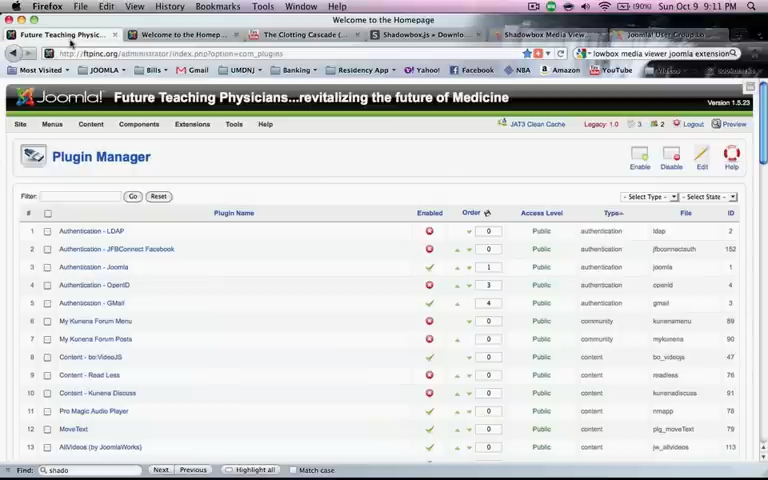 Firefox File Edit View History Bookmarks Tools Window Help (90%) Sun Oct 9 9:11 PM
Welcome to the Homepage
Future Teaching Physic... Welcome to the Homepage... The Clotting Cascade (... Shadowbox.js ▸ Downlo... Shadowbox Media View... Joomla! User Group Lo...
http://ftpinc.org/administrator/index.php?option=com_plugins lowbox media viewer joomla extension
Most Visited JOOMLA Bills Gmail UMDNJ Banking Residency App Yahoo! Facebook NBA Amazon YouTube Bookmarks
Joomla! Future Teaching Physicians...revitalizing the future of Medicine Version 1.5.23
Site Menus Content Components Extensions Tools Help JAT3 Clean Cache Legacy: 1.0 3 2 Logout Preview
Plugin Manager Enable Disable Edit Help
Filter: Go Reset - Select Type - - Select State -
# Plugin Name Enabled Order Access Level Type File ID
1 Authentication - LDAP 0 Public authentication ldap 2
2 Authentication - JFBConnect Facebook 0 Public authentication jfbconnectauth 152
3 Authentication - Joomla 1 Public authentication joomla 1
4 Authentication - OpenID 3 Public authentication openid 4
5 Authentication - GMail 4 Public authentication gmail 3
6 My Kunena Forum Menu 0 Public community kunenamenu 89
7 My Kunena Forum Posts 0 Public community mykunena 90
8 Content - bo:VideoJS 0 Public content bo_videojs 47
9 Content - Read Less 0 Public content readless 76
10 Content - Kunena Discuss 0 Public content kunenadiscuss 91
11 Pro Magic Audio Player 0 Public content nmapp 78
12 MoveText 0 Public content plg_moveText 79
13 AllVideos (by JoomlaWorks) 0 Public content jw_allvideos 113
Find: shado Next Previous Highlight all Match case